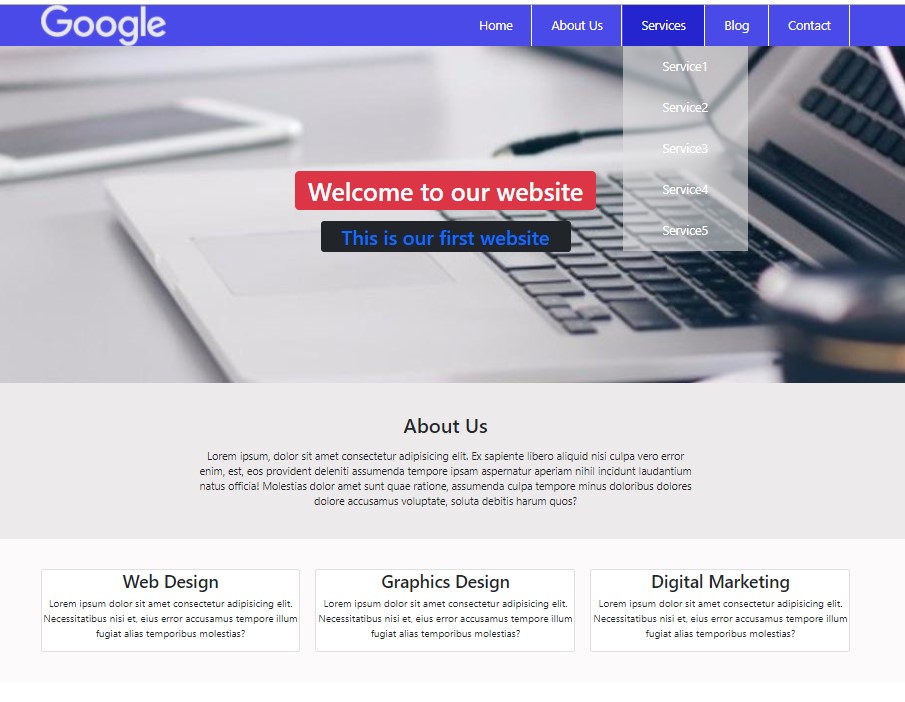 Google
Home
About Us
Services
Blog
Contact
Service1
Service2
Service3
Service4
Service5
Welcome to our website
This is our first website
About Us
Lorem ipsum, dolor sit amet consectetur adipisicing elit. Ex sapiente libero aliquid nisi culpa vero error
enim, est, eos provident deleniti assumenda tempore ipsam aspernatur aperiam nihil incidunt laudantium
natus officia! Molestias dolor amet sunt quae ratione, assumenda culpa tempore minus doloribus dolores
dolore accusamus voluptate, soluta debitis harum quos?
Web Design
Lorem ipsum dolor sit amet consectetur adipisicing elit.
Necessitatibus nisi et, eius error accusamus tempore illum
fugiat alias temporibus molestias?
Graphics Design
Lorem ipsum dolor sit amet consectetur adipisicing elit.
Necessitatibus nisi et, eius error accusamus tempore illum
fugiat alias temporibus molestias?
Digital Marketing
Lorem ipsum dolor sit amet consectetur adipisicing elit.
Necessitatibus nisi et, eius error accusamus tempore illum
fugiat alias temporibus molestias?